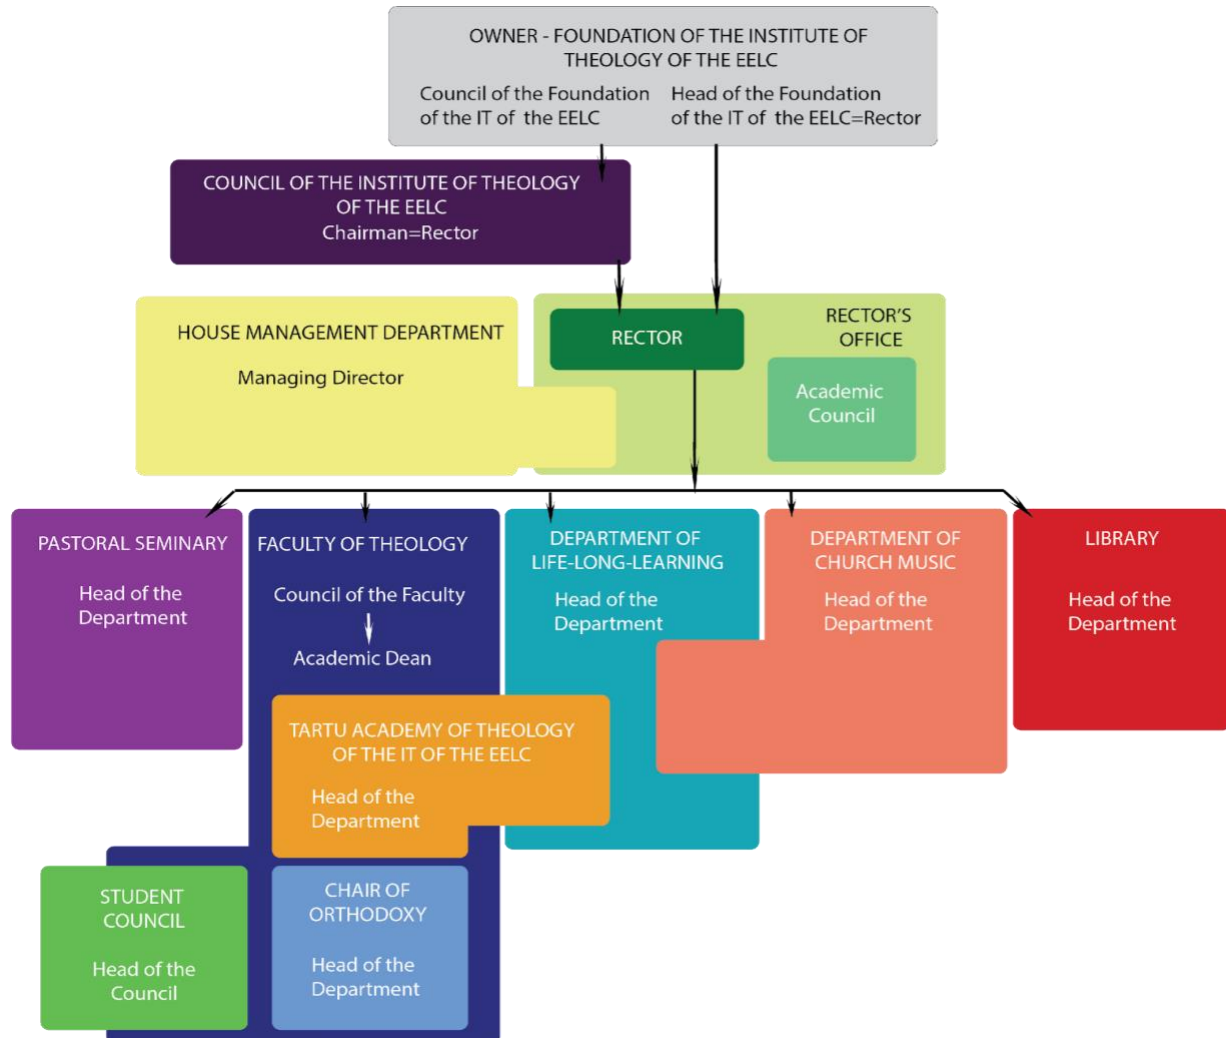 OWNER - FOUNDATION OF THE INSTITUTE OF
THEOLOGY OF THE EELC
Council of the Foundation
of the IT of the EELC
Head of the Foundation
of the IT of the EELC=Rector
COUNCIL OF THE INSTITUTE OF THEOLOGY
OF THE EELC
Chairman=Rector
HOUSE MANAGEMENT DEPARTMENT
Managing Director
RECTOR
RECTOR'S
OFFICE
Academic
Council
PASTORAL SEMINARY
Head of the
Department
FACULTY OF THEOLOGY
Council of the Faculty
Academic Dean
TARTU ACADEMY OF THEOLOGY
OF THE IT OF THE EELC
Head of the
Department
STUDENT
COUNCIL
Head of the
Council
CHAIR OF
ORTHODOXY
Head of the
Department
DEPARTMENT OF
LIFE-LONG-LEARNING
Head of the
Department
DEPARTMENT OF
CHURCH MUSIC
Head of the
Department
LIBRARY
Head of the
Department